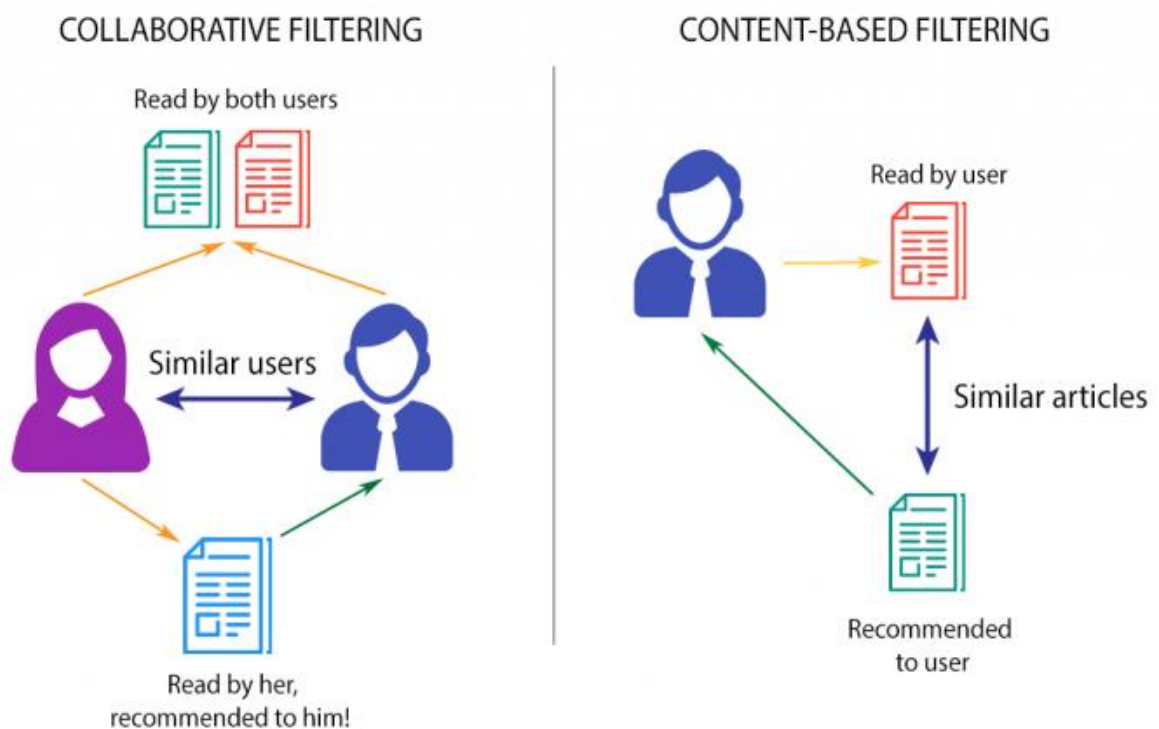 COLLABORATIVE FILTERING
Read by both users
Similar users
Read by her,
recommended to him!
CONTENT-BASED FILTERING
Read by user
Similar articles
Recommended
to user